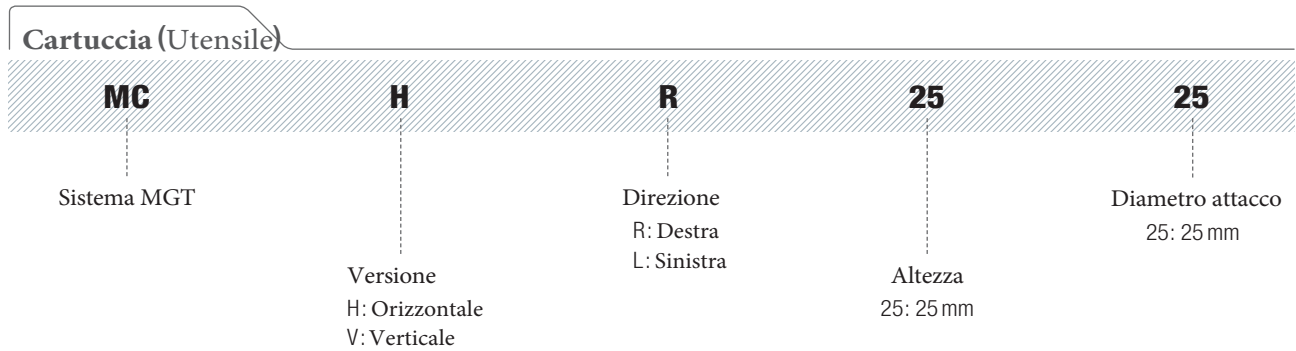 Cartuccia (Utensile)
MC H R 25 25
Sistema MGT
Versione
H: Orizzontale
V: Verticale
Direzione
R: Destra
L: Sinistra
Altezza
25: 25 mm
Diametro attacco
25: 25 mm